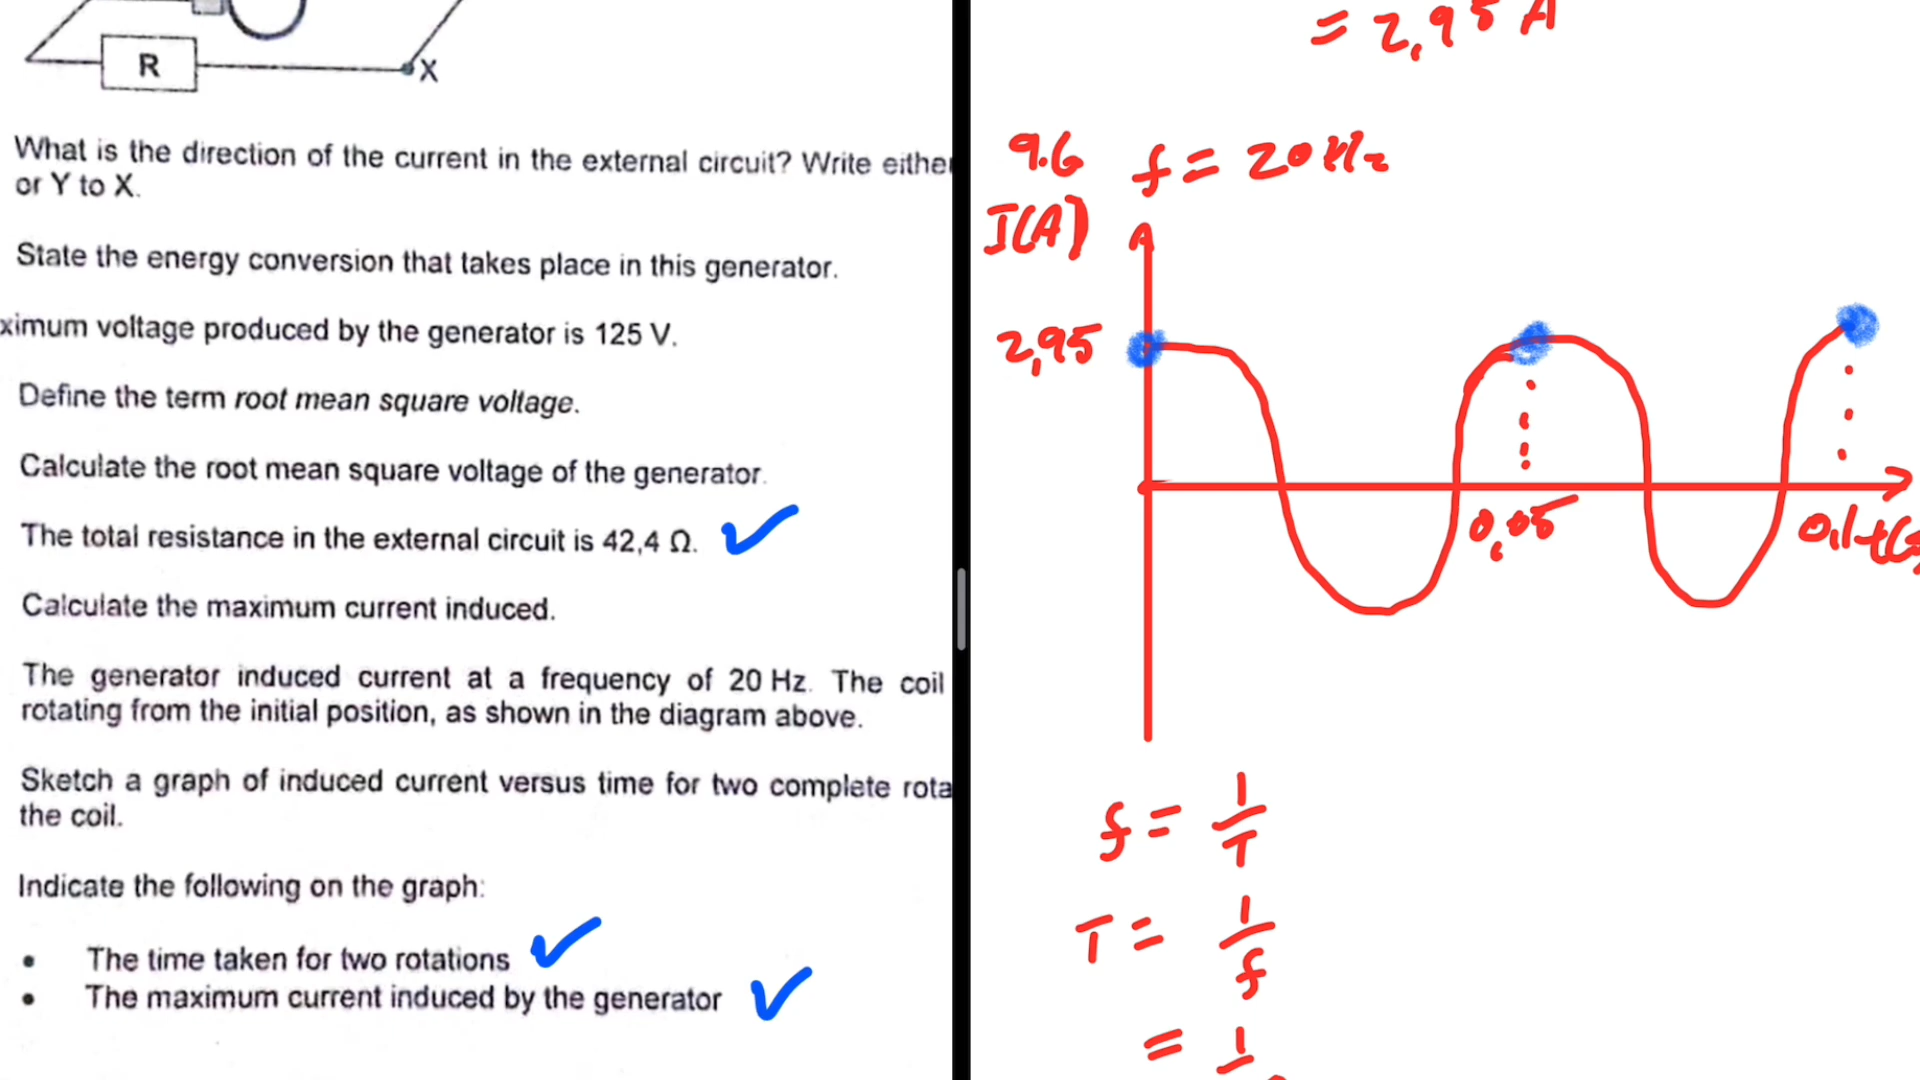 R
X
What is the direction of the current in the external circuit? Write
or Y to X.
State the energy conversion that takes place in this generator.
ximum voltage produced by the generator is 125 V.
Define the term root mean square voltage.
Calculate the root mean square voltage of the generator.
The total resistance in the external circuit is 42,4 Ω.
Calculate the maximum current induced.
The generator induced current at a frequency of 20 Hz. The coil
rotating from the initial position, as shown in the diagram above.
Sketch a graph of induced current versus time for two complete rota
the coil.
Indicate the following on the graph:
• The time taken for two rotations
• The maximum current induced by the generator
= 2,95 A
9.6 f = 20 Hz
I(A)
2,95
0,05
0,1 t(s
f = 1/T
T = 1/f
= 1